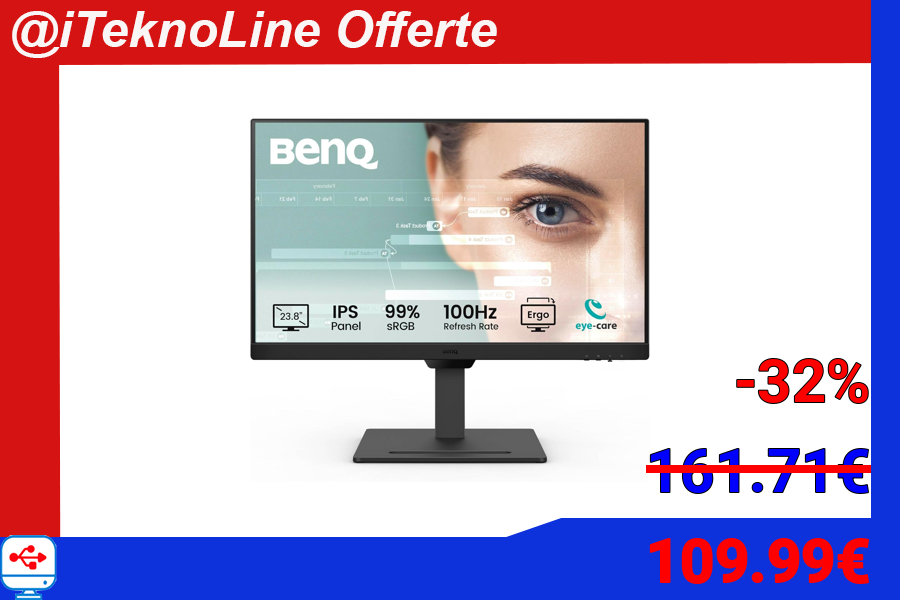 @iTeknoLine Offerte
BenQ
23.8"
IPS
Panel
99%
sRGB
100Hz
Refresh Rate
Ergo
eye-care
BenQ
-32%
161.71€
109.99€